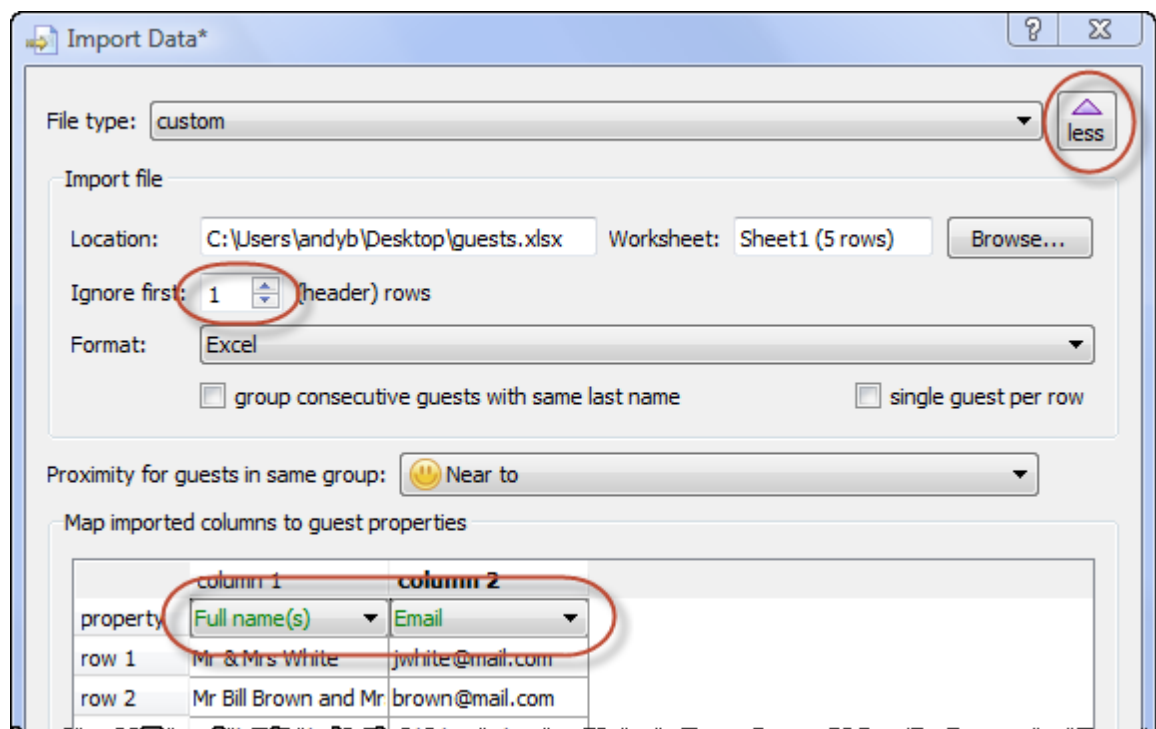 Import Data*
File type: custom less
Import file
Location: C:\Users\andyb\Desktop\guests.xlsx Worksheet: Sheet1 (5 rows) Browse...
Ignore first: 1 (header) rows
Format: Excel
group consecutive guests with same last name single guest per row
Proximity for guests in same group: Near to
Map imported columns to guest properties
column 1 column 2
property Full name(s) Email
row 1 Mr & Mrs White jwhite@mail.com
row 2 Mr Bill Brown and Mr brown@mail.com